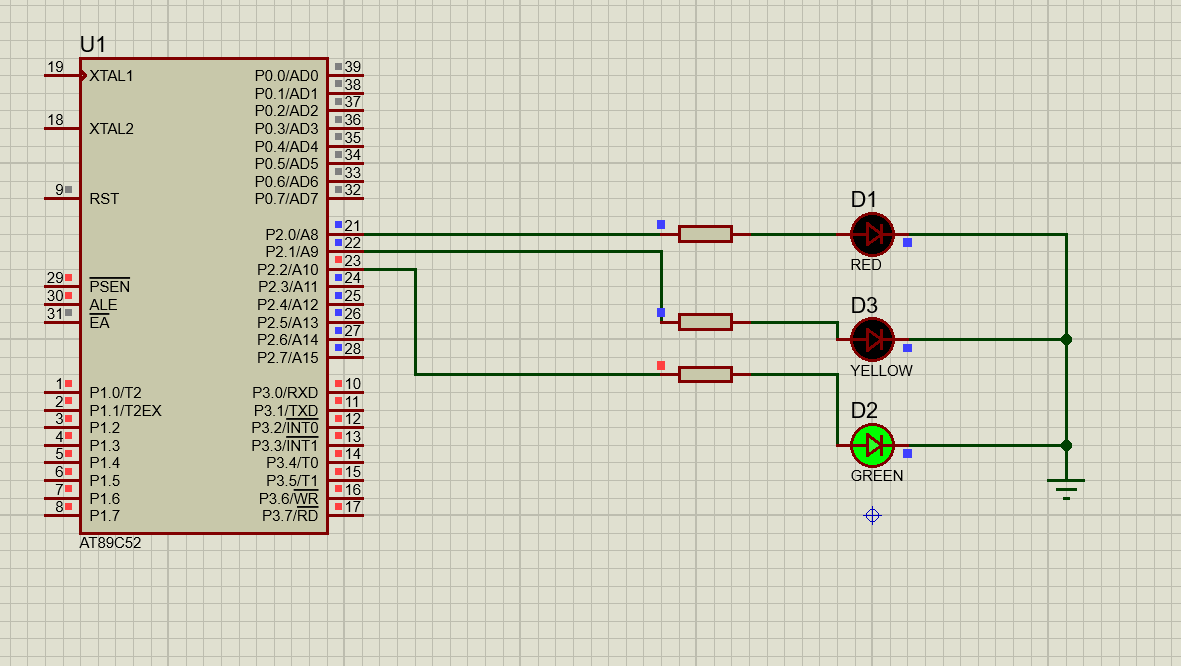 U1
19 XTAL1 P0.0/AD0 39
P0.1/AD1 38
P0.2/AD2 37
18 XTAL2 P0.3/AD3 36
P0.4/AD4 35
P0.5/AD5 34
P0.6/AD6 33
9 RST P0.7/AD7 32
P2.0/A8 21
P2.1/A9 22
P2.2/A10 23
29 PSEN P2.3/A11 24
30 ALE P2.4/A12 25
31 EA P2.5/A13 26
P2.6/A14 27
P2.7/A15 28
1 P1.0/T2 P3.0/RXD 10
2 P1.1/T2EX P3.1/TXD 11
3 P1.2 P3.2/INT0 12
4 P1.3 P3.3/INT1 13
5 P1.4 P3.4/T0 14
6 P1.5 P3.5/T1 15
7 P1.6 P3.6/WR 16
8 P1.7 P3.7/RD 17
AT89C52
D1
RED
D3
YELLOW
D2
GREEN